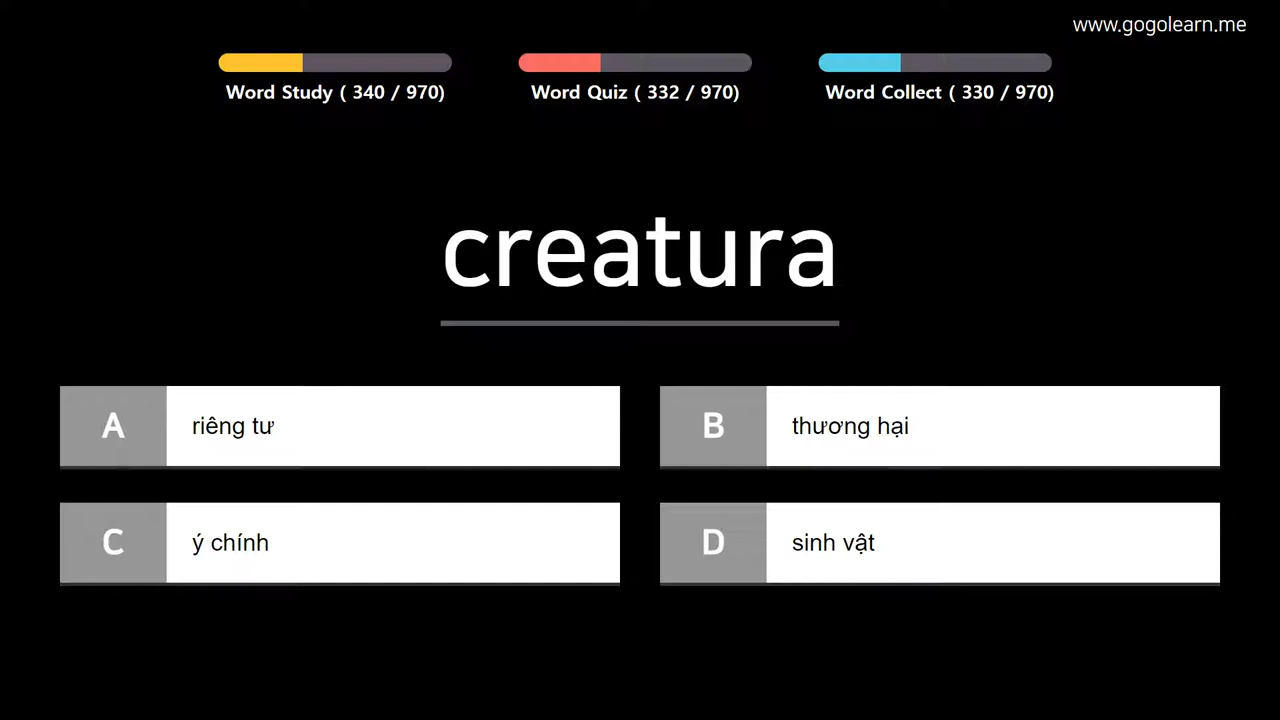 www.gogolearn.me
Word Study ( 340 / 970)
Word Quiz ( 332 / 970)
Word Collect ( 330 / 970)
creatura
A riêng tư
B thương hại
C ý chính
D sinh vật